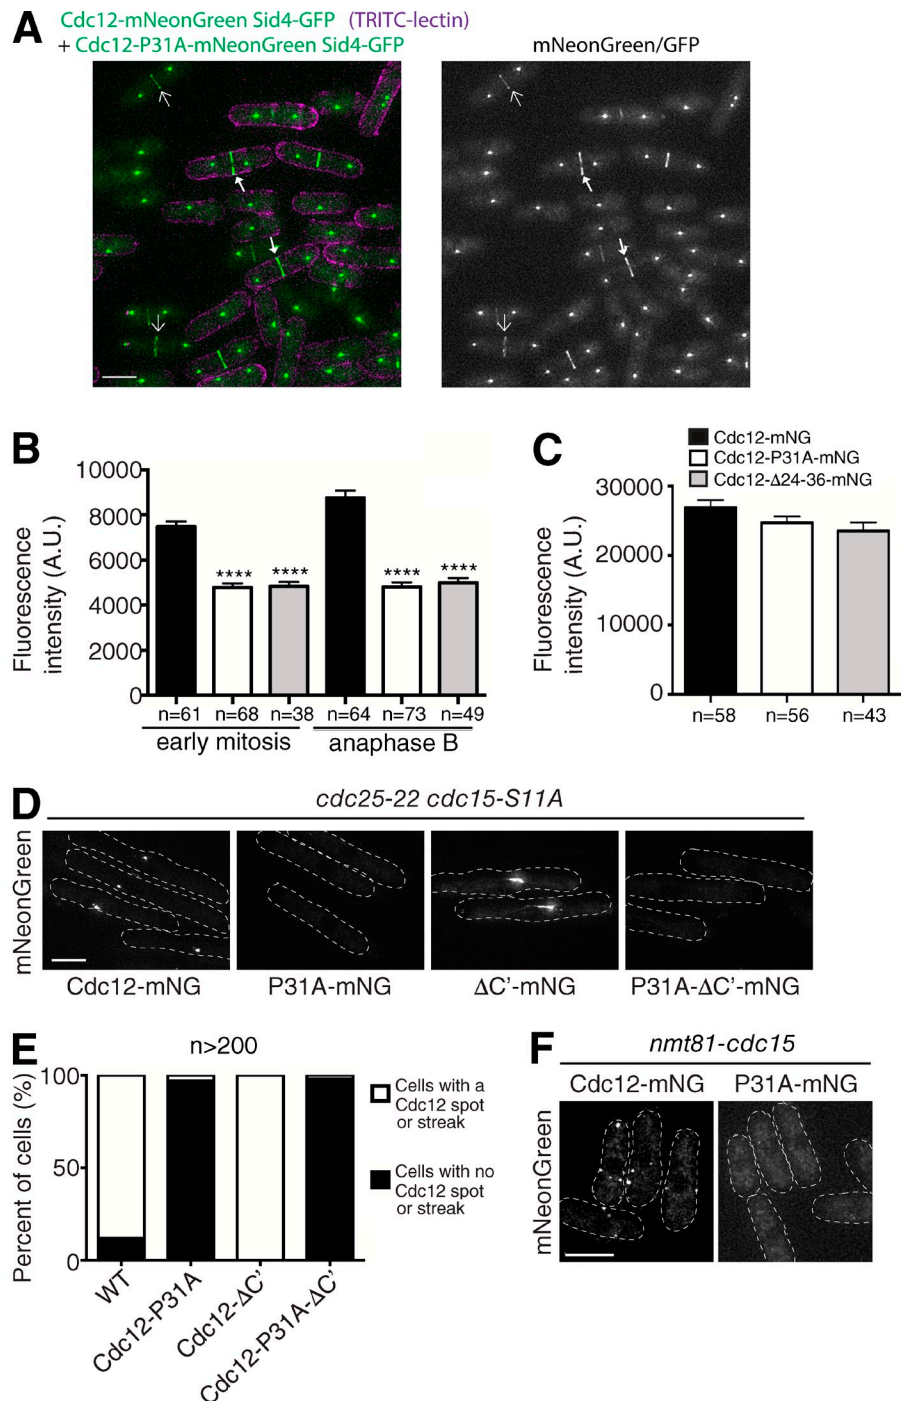 A
Cdc12-mNeonGreen Sid4-GFP (TRITC-lectin)
+ Cdc12-P31A-mNeonGreen Sid4-GFP
mNeonGreen/GFP
B
Fluorescence
intensity (A.U.)
10000
8000
6000
4000
2000
0
****
****
****
****
n=61
n=68
n=38
n=64
n=73
n=49
early mitosis
anaphase B
C
Cdc12-mNG
Cdc12-P31A-mNG
Cdc12-Δ24-36-mNG
Fluorescence
intensity (A.U.)
30000
20000
10000
0
n=58
n=56
n=43
D
cdc25-22 cdc15-S11A
mNeonGreen
Cdc12-mNG
P31A-mNG
ΔC'-mNG
P31A-ΔC'-mNG
E
n>200
Percent of cells (%)
100
50
0
WT
Cdc12-P31A
Cdc12-ΔC'
Cdc12-P31A-ΔC'
Cells with a
Cdc12 spot
or streak
Cells with no
Cdc12 spot
or streak
F
nmt81-cdc15
Cdc12-mNG
P31A-mNG
mNeonGreen